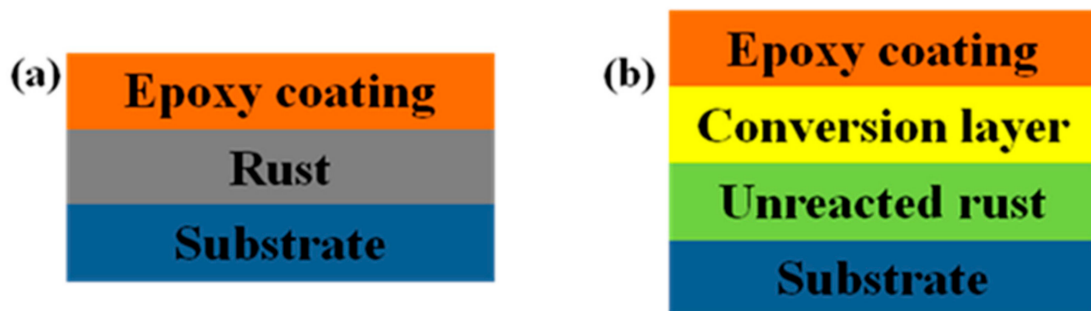 (a)
Epoxy coating
Rust
Substrate
(b)
Epoxy coating
Conversion layer
Unreacted rust
Substrate